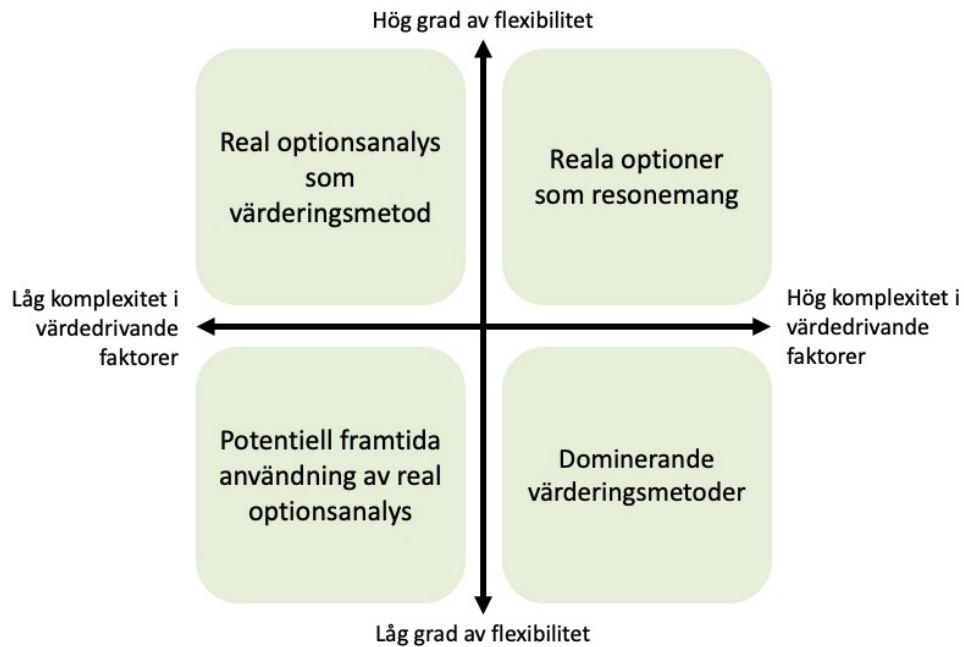 Hög grad av flexibilitet
Real optionsanalys
som
värderingsmetod
Reala optioner
som resonemang
Låg komplexitet i
värdedrivande
faktorer
Hög komplexitet i
värdedrivande
faktorer
Potentiell framtida
användning av real
optionsanalys
Dominerande
värderingsmetoder
Låg grad av flexibilitet